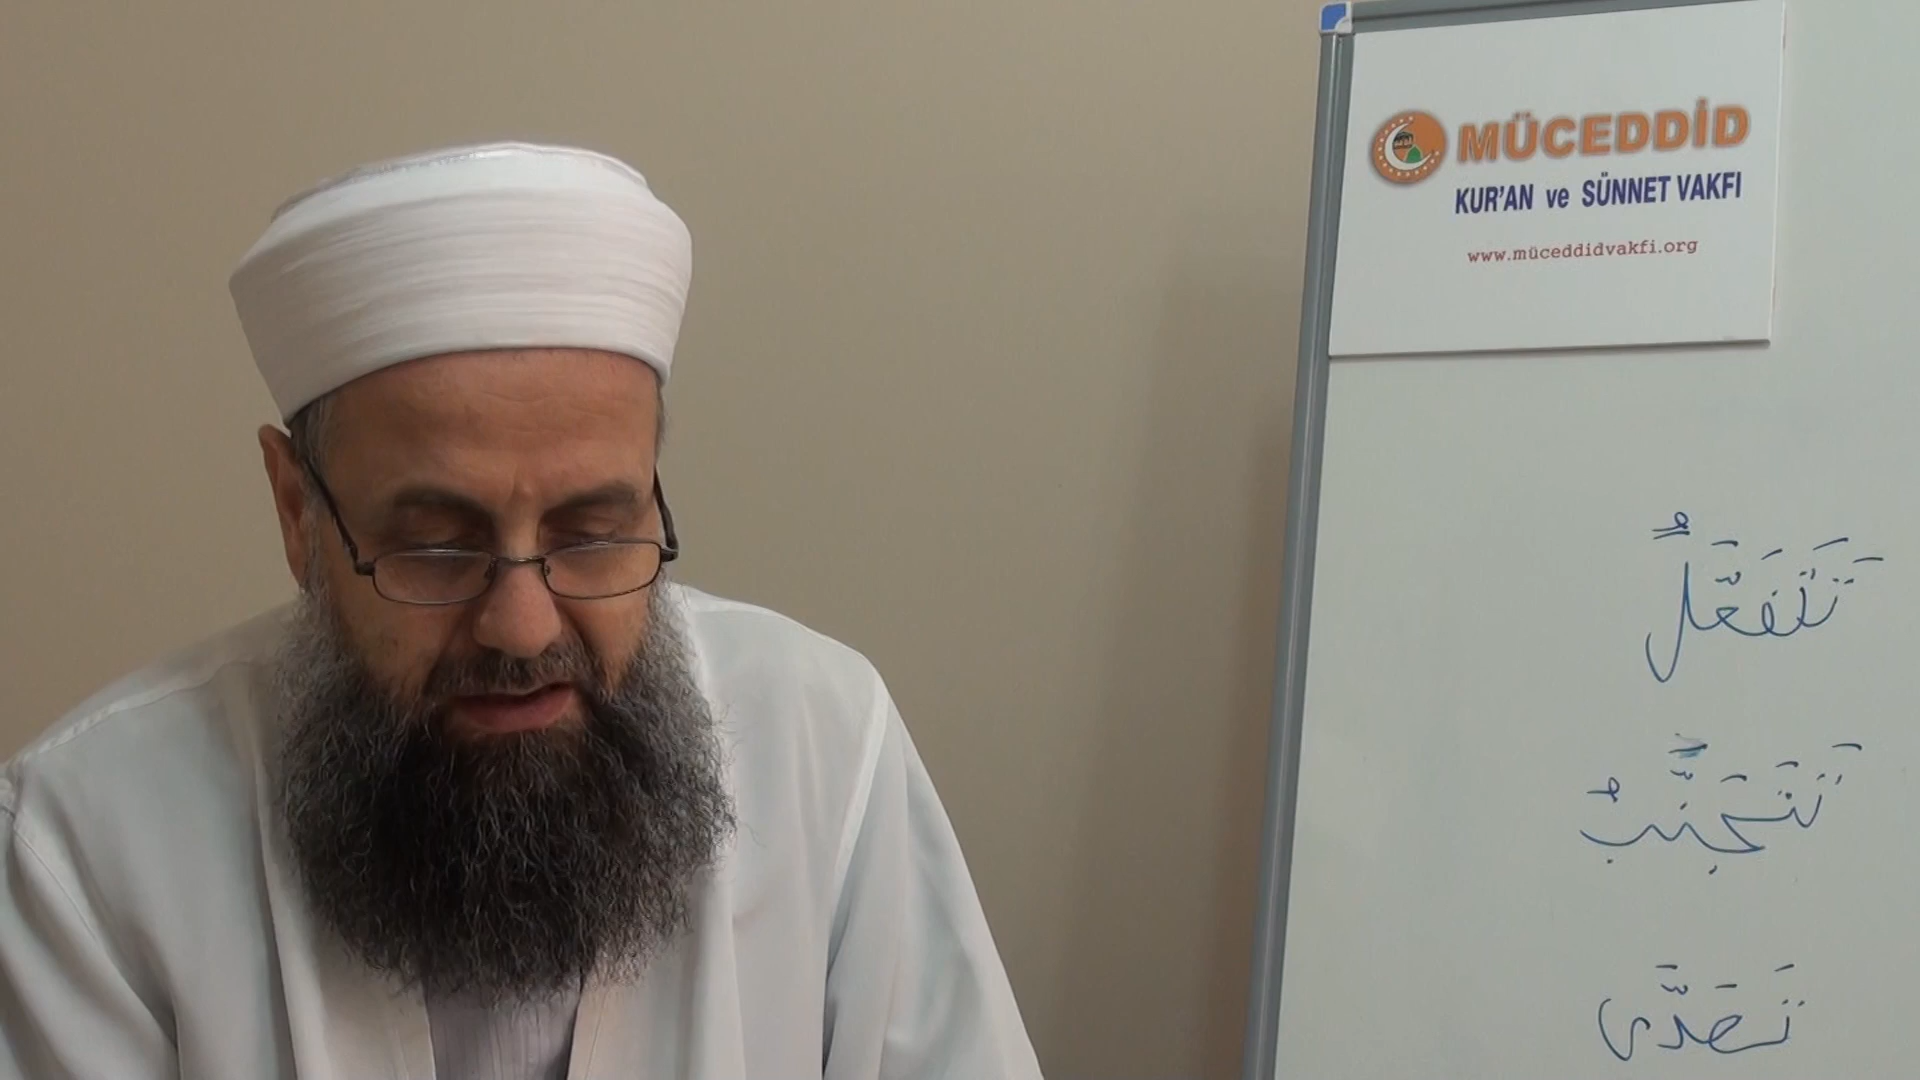 MÜCEDDİD
KUR'AN ve SÜNNET VAKFI
www.müceddidvakfi.org
تَتَفَعَّلُ
تَتَجَنَّبُ
تَصَدَّى